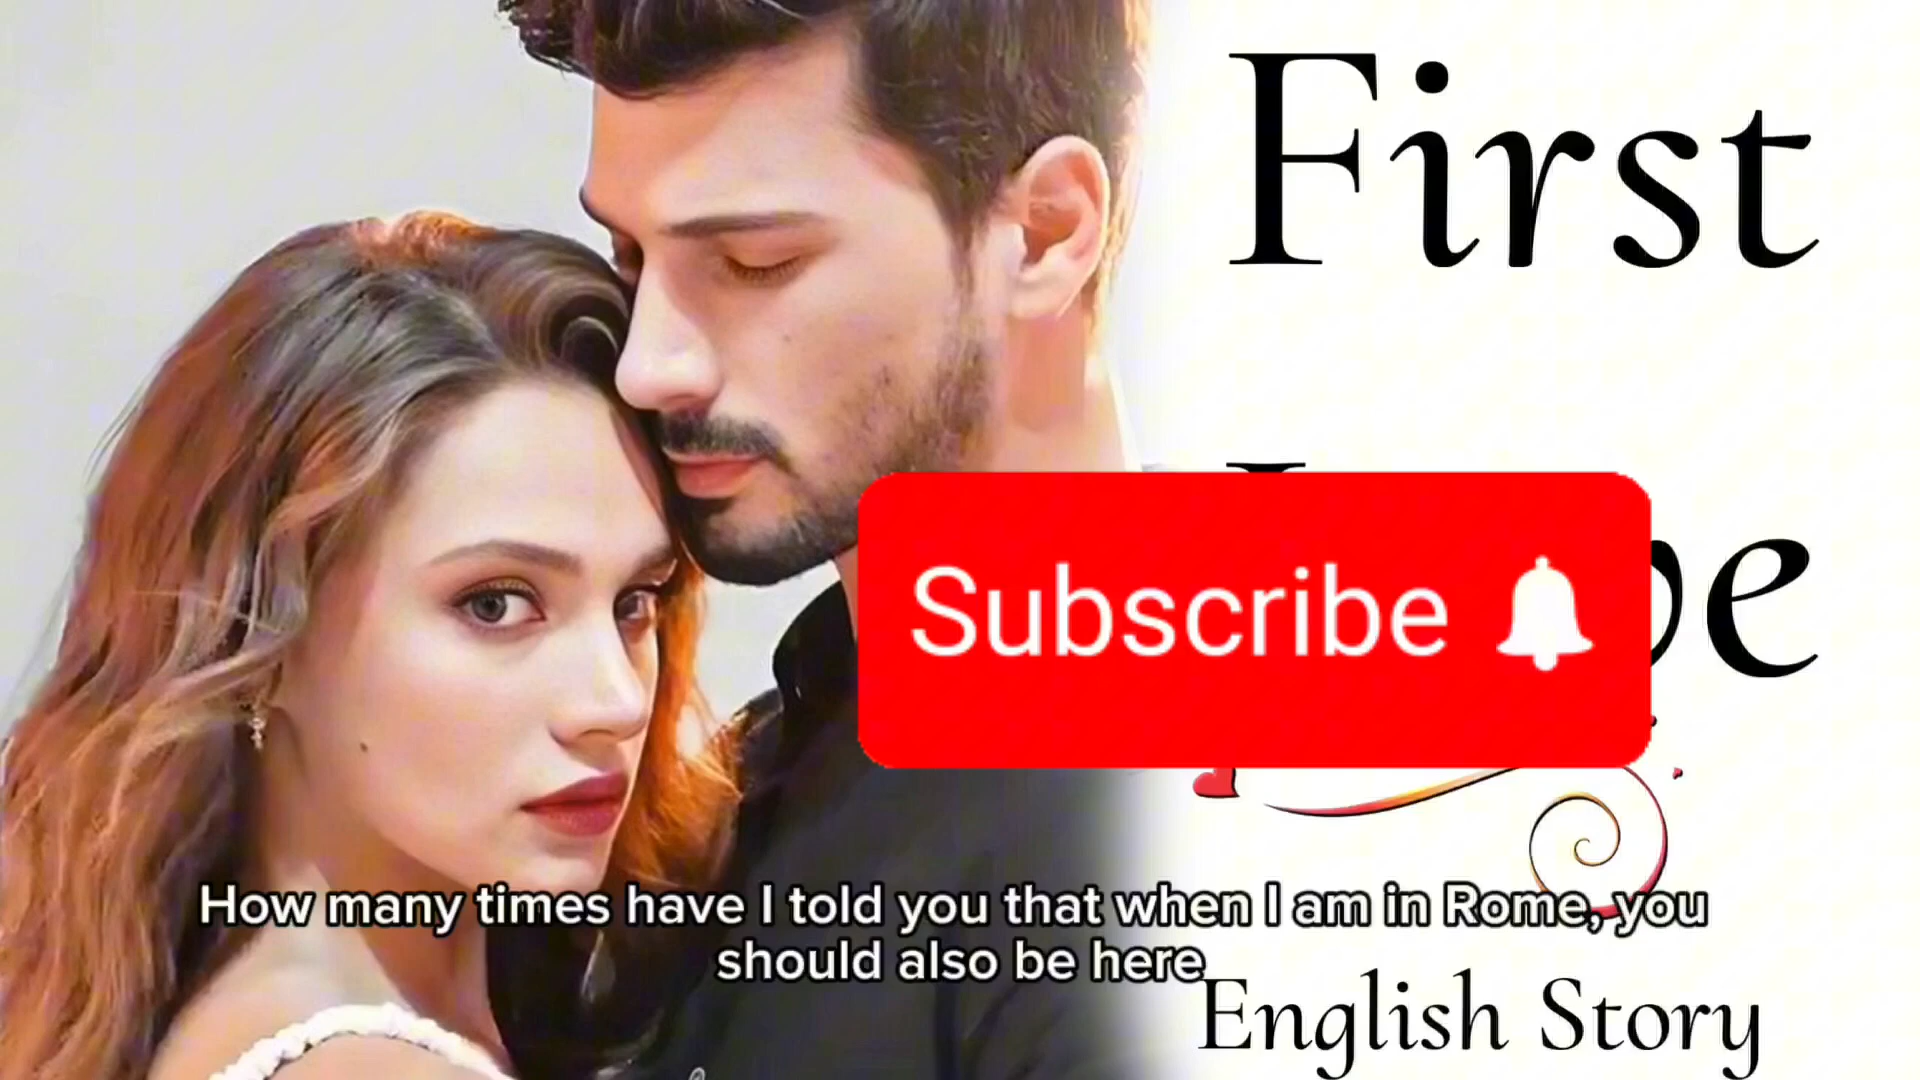 First
Subscribe
English Story
How many times have I told you that when I am in Rome, you
should also be here